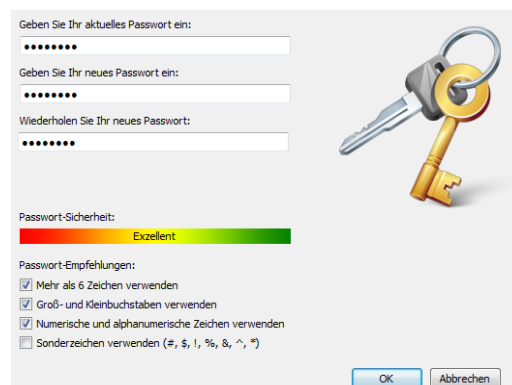 Geben Sie Ihr aktuelles Passwort ein:
••••••••
Geben Sie Ihr neues Passwort ein:
••••••••
Wiederholen Sie Ihr neues Passwort:
••••••••
Passwort-Sicherheit:
Exzellent
Passwort-Empfehlungen:
Mehr als 6 Zeichen verwenden
Groß- und Kleinbuchstaben verwenden
Numerische und alphanumerische Zeichen verwenden
Sonderzeichen verwenden (#, $, !, %, &, ^, *)
OK Abbrechen